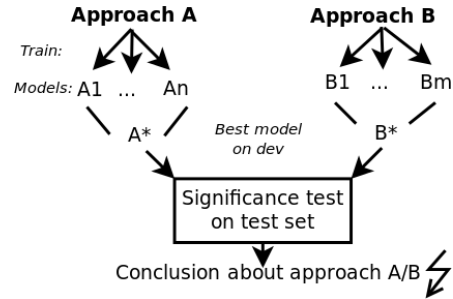 Approach A Approach B
Train:
Models: A1 ... An B1 ... Bm
A* Best model on dev B*
Significance test
on test set
Conclusion about approach A/B